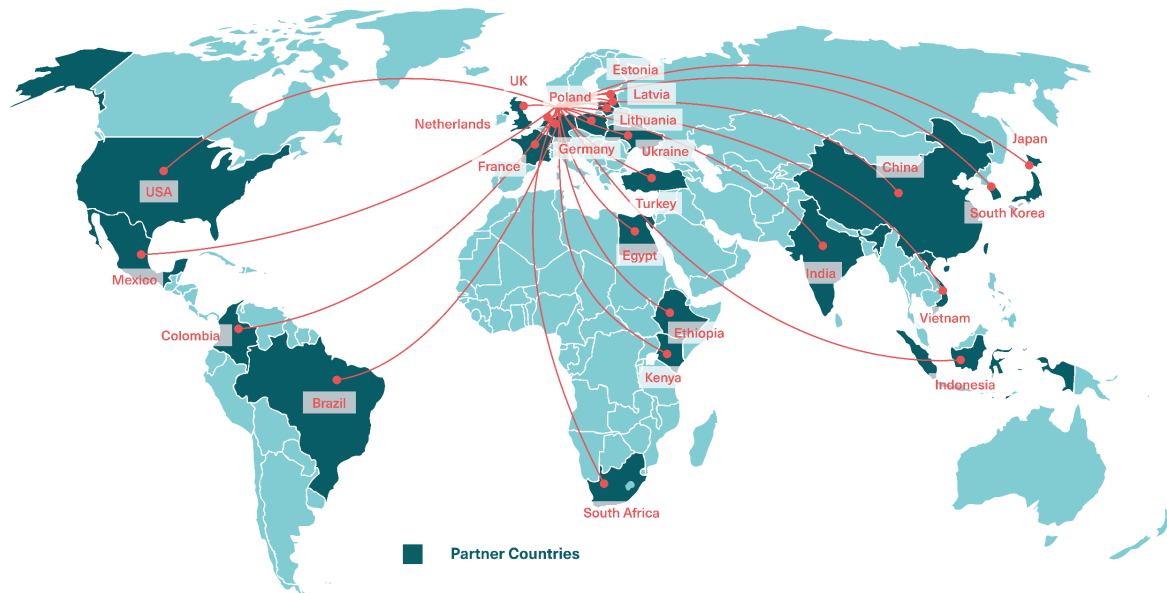 Estonia
UK
Poland
Latvia
Netherlands
Lithuania
Japan
France
Germany
Ukraine
China
USA
Turkey
South Korea
Egypt
Mexico
India
Vietnam
Colombia
Ethiopia
Kenya
Indonesia
Brazil
South Africa
Partner Countries